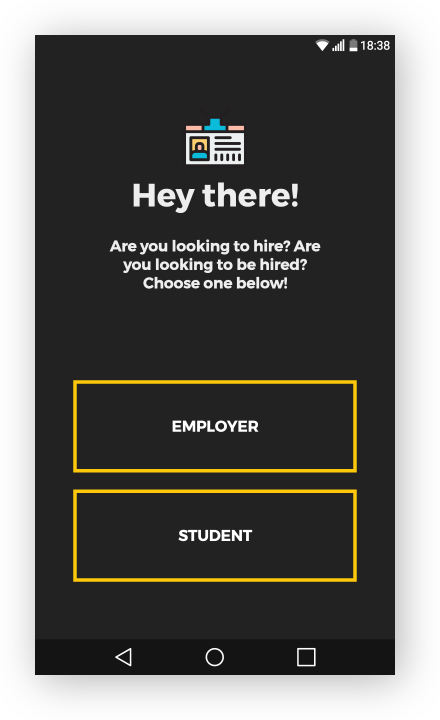 18:38
Hey there!
Are you looking to hire? Are
you looking to be hired?
Choose one below!
EMPLOYER
STUDENT